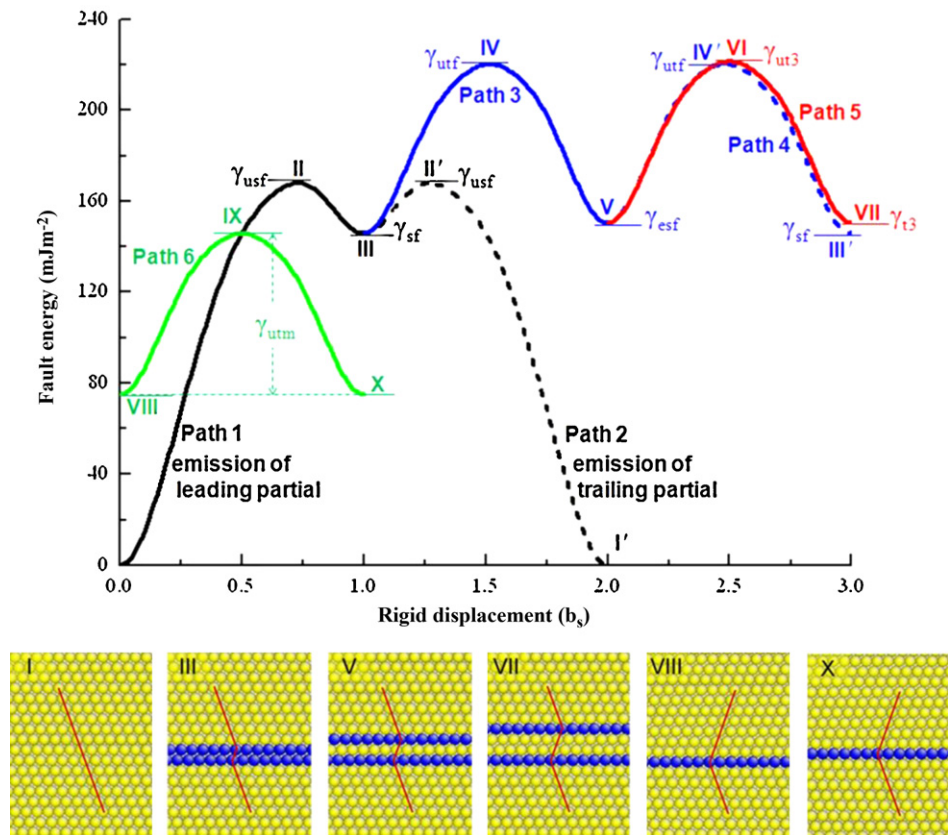 240
200
160
120
80
40
0
Fault energy (mJm⁻²)
0.0 0.5 1.0 1.5 2.0 2.5 3.0
Rigid displacement (bₛ)
γutf IV
Path 3
γutf IV′ VI γut3
Path 5
Path 4
γusf II
II′ γusf
IX
III γsf
V γesf
VII γt3
γsf III′
Path 6
γutm
VIII
X
Path 1
emission of
leading partial
Path 2
emission of
trailing partial
I′
I III V VII VIII X